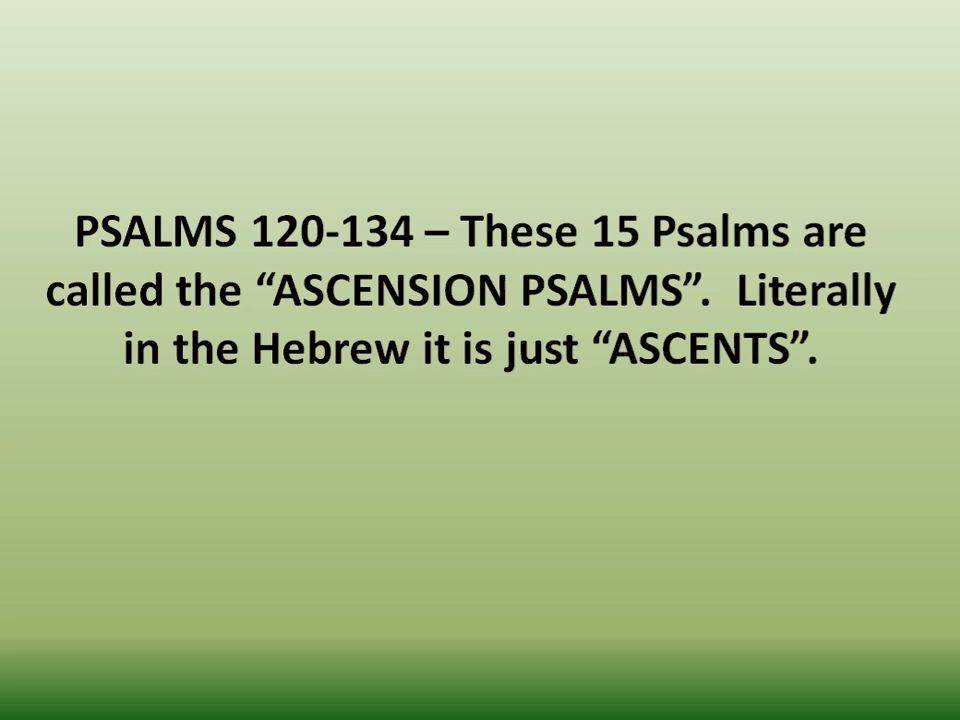 PSALMS 120-134 – These 15 Psalms are
called the “ASCENSION PSALMS”.  Literally
in the Hebrew it is just “ASCENTS”.